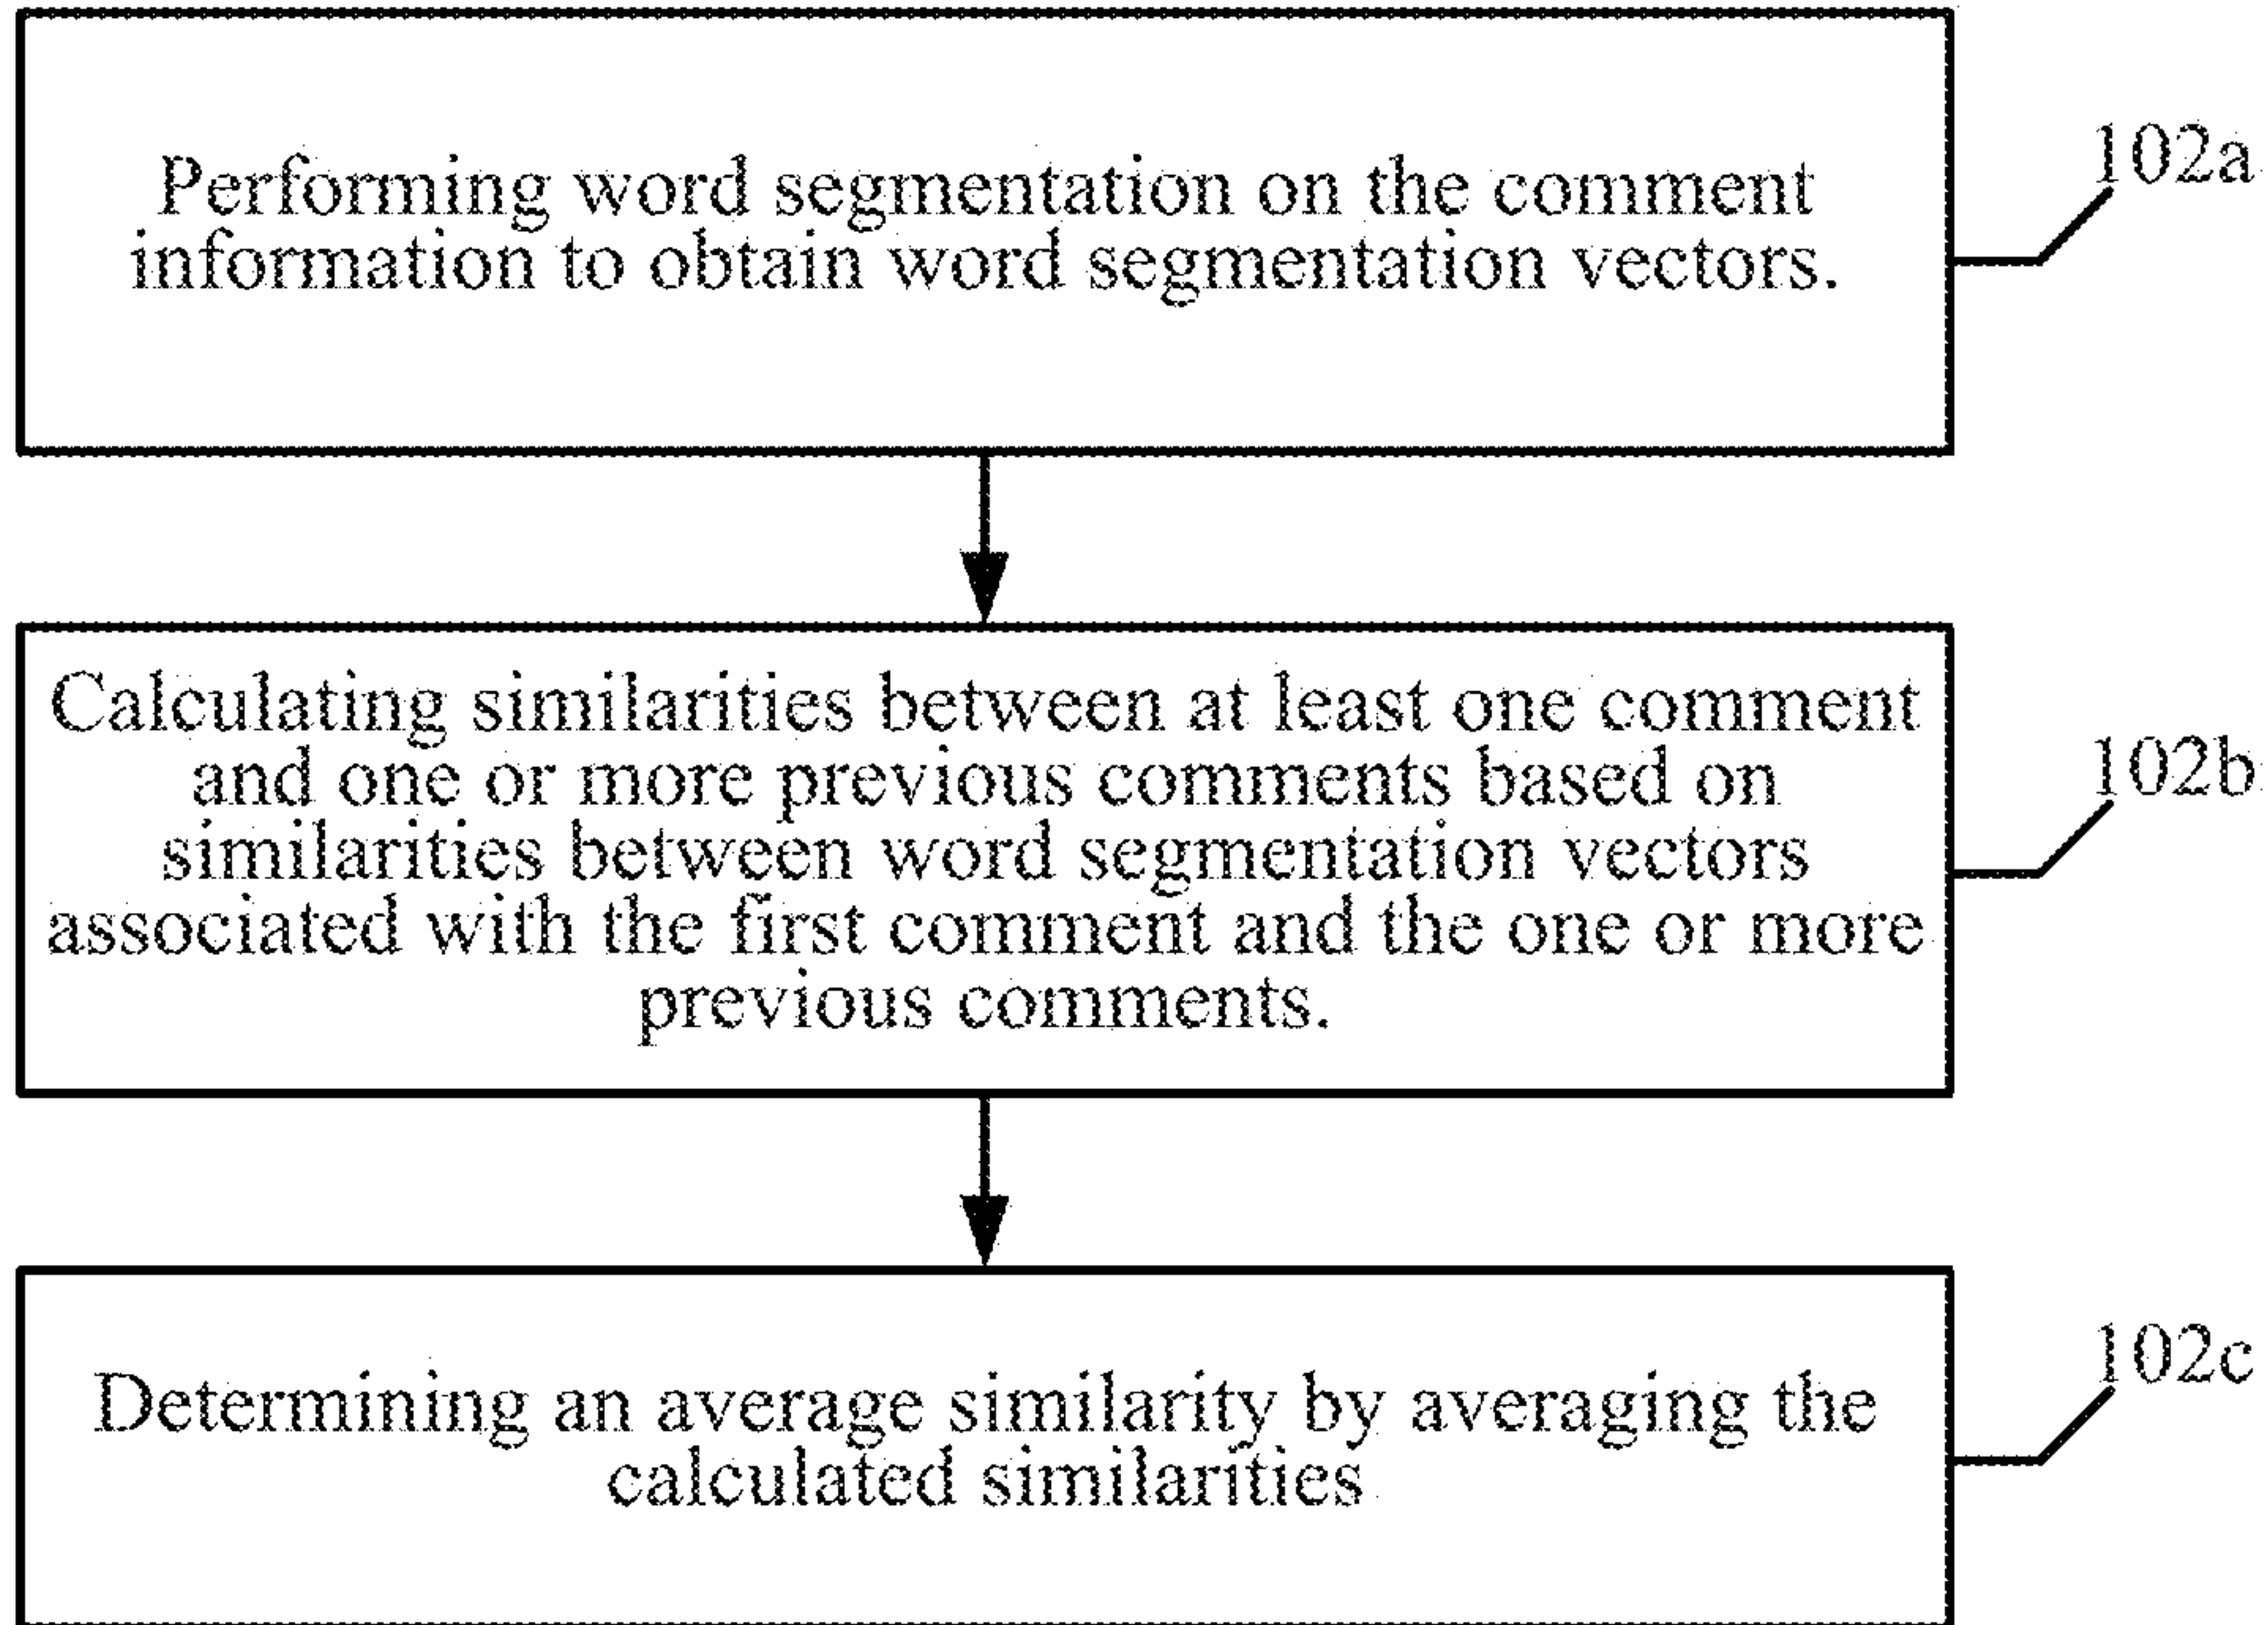 Performing word segmentation on the comment
information to obtain word segmentation vectors.
102a
Calculating similarities between at least one comment
and one or more previous comments based on
similarities between word segmentation vectors
associated with the first comment and the one or more
previous comments.
102b
Determining an average similarity by averaging the
calculated similarities
102c